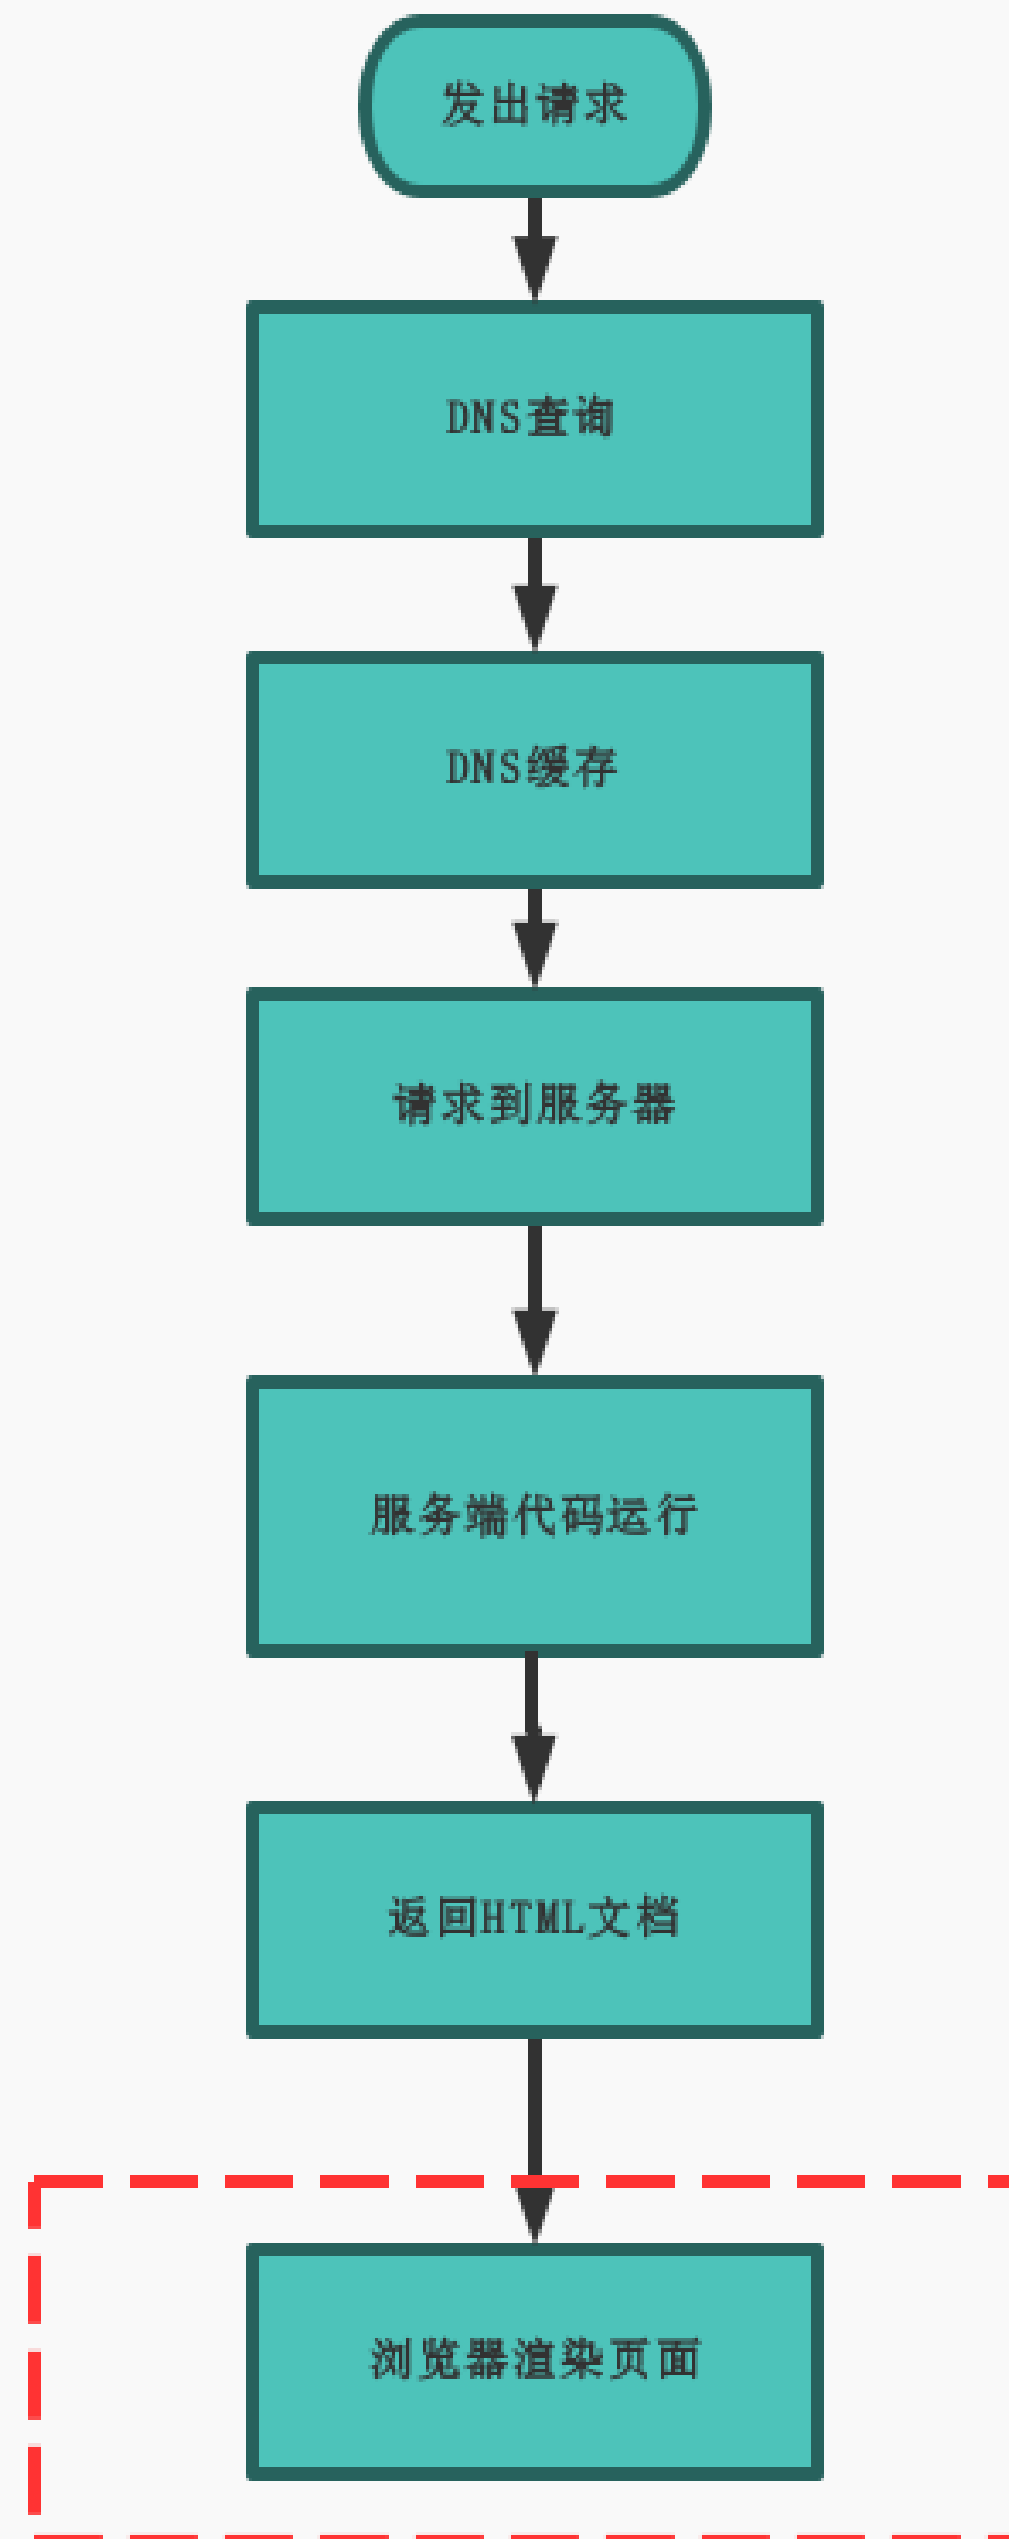 发出请求
DNS查询
DNS缓存
请求到服务器
服务端代码运行
返回HTML文档
浏览器渲染页面